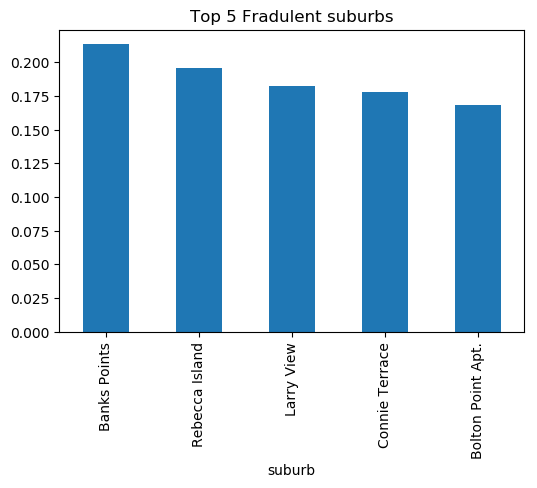 Top 5 Fradulent suburbs
0.200
0.175
0.150
0.125
0.100
0.075
0.050
0.025
0.000
Banks Points
Rebecca Island
Larry View
Connie Terrace
Bolton Point Apt.
suburb